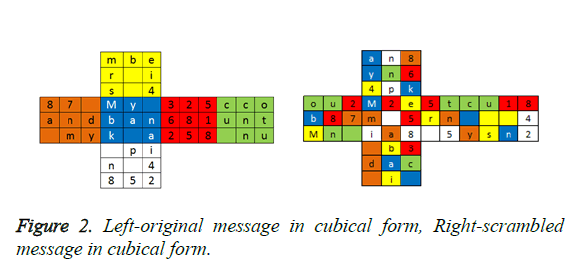 m b e
r i
s 4
8 7 M y 3 2 5 c c o
a n d b a n 6 8 1 u n t
m y k a 2 5 8 n u
p i
n 4
8 5 2
a n 8
y n 6
4 p k
o u 2 M 2 e 5 t c u 1 8
b 8 7 m 5 r n 4
M n i a 8 5 y s n 2
b 3
d a c
i
Figure 2. Left-original message in cubical form, Right-scrambled
message in cubical form.